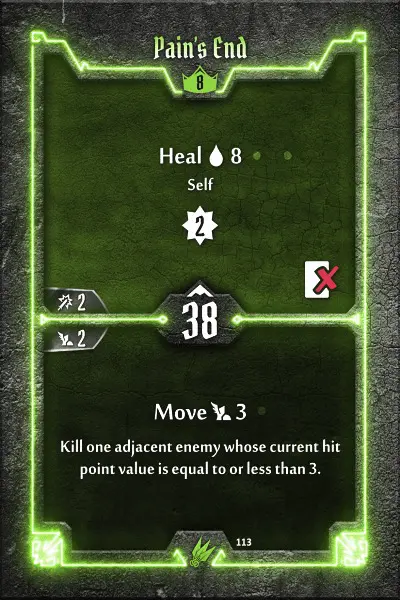 Pain's End
8
Heal 8
Self
2
2
38
2
Move 3
Kill one adjacent enemy whose current hit
point value is equal to or less than 3.
113